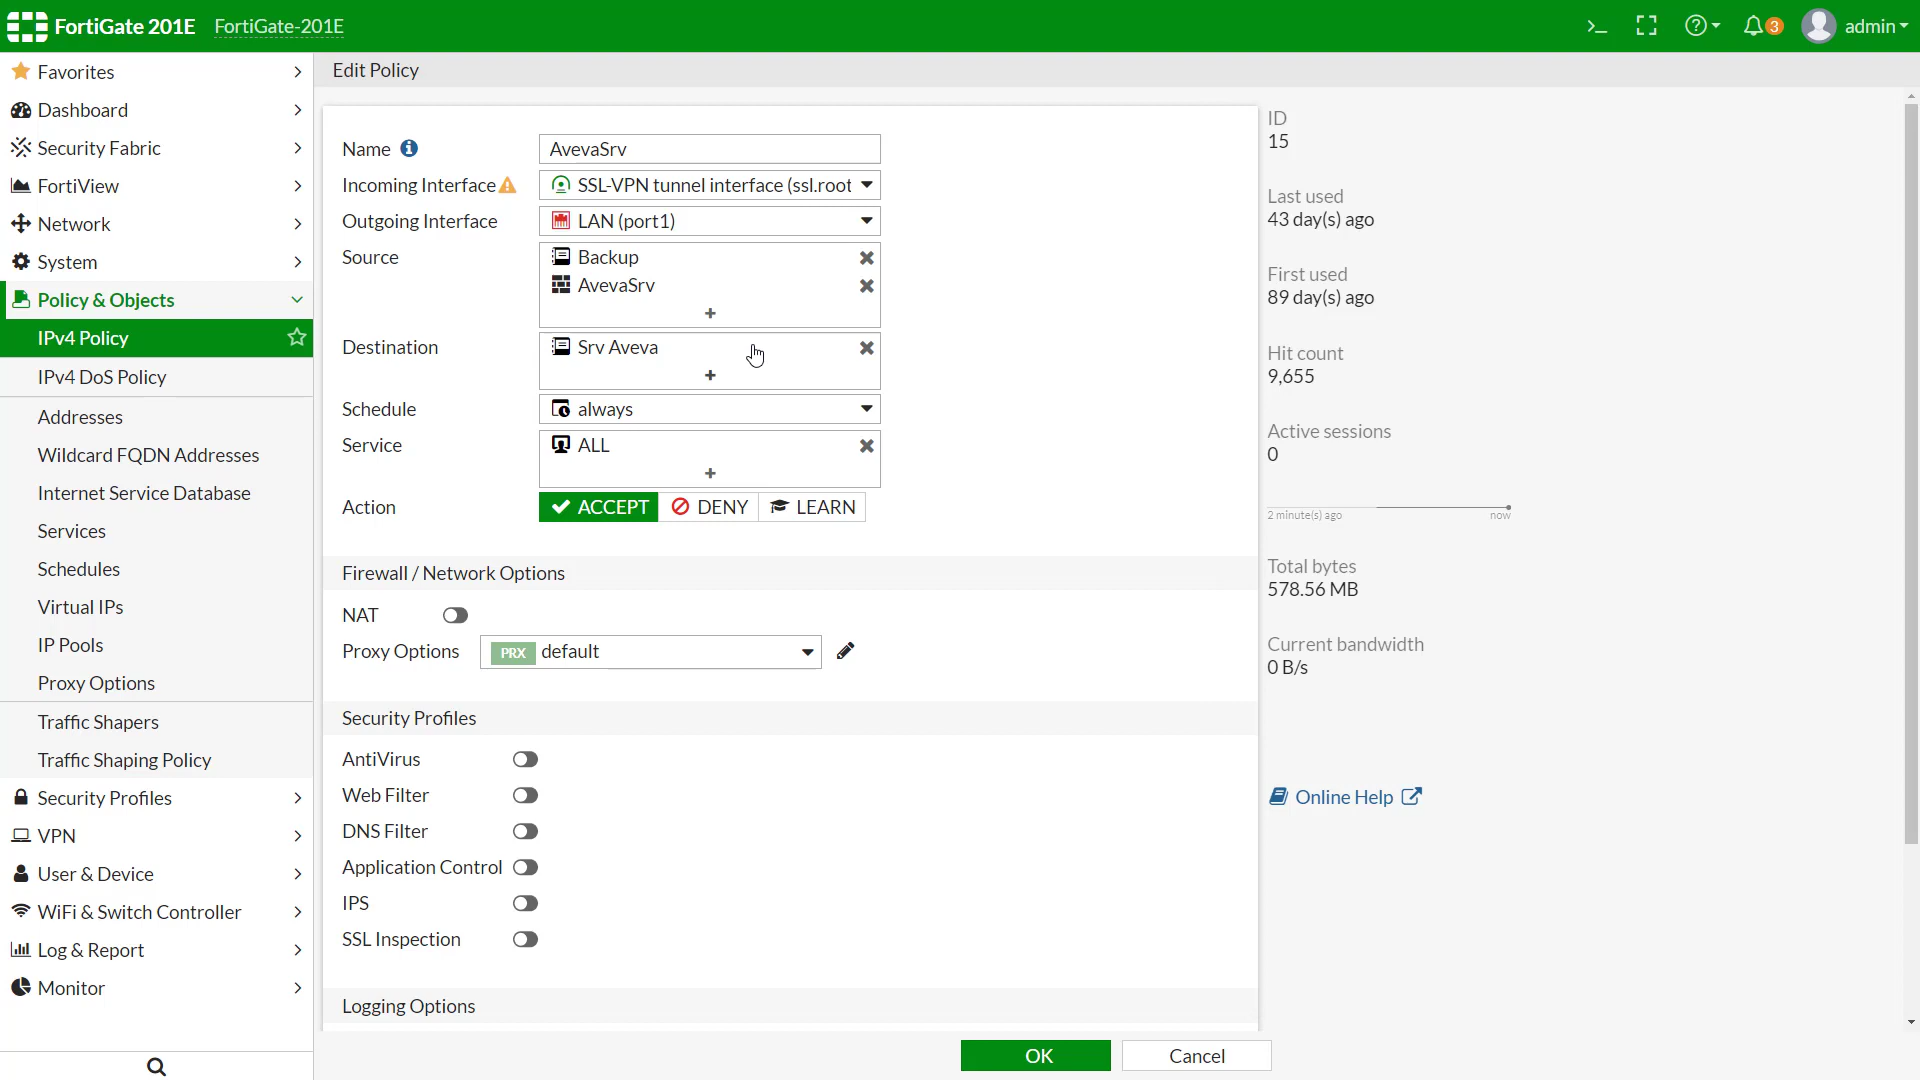 FortiGate 201E FortiGate-201E 3 admin
Favorites
Dashboard
Security Fabric
FortiView
Network
System
Policy & Objects
IPv4 Policy
IPv4 DoS Policy
Addresses
Wildcard FQDN Addresses
Internet Service Database
Services
Schedules
Virtual IPs
IP Pools
Proxy Options
Traffic Shapers
Traffic Shaping Policy
Security Profiles
VPN
User & Device
WiFi & Switch Controller
Log & Report
Monitor
Edit Policy
Name AvevaSrv
Incoming Interface SSL-VPN tunnel interface (ssl.root
Outgoing Interface LAN (port1)
Source Backup
AvevaSrv
Destination Srv Aveva
Schedule always
Service ALL
Action ACCEPT DENY LEARN
Firewall / Network Options
NAT
Proxy Options PRX default
Security Profiles
AntiVirus
Web Filter
DNS Filter
Application Control
IPS
SSL Inspection
Logging Options
OK Cancel
ID
15
Last used
43 day(s) ago
First used
89 day(s) ago
Hit count
9,655
Active sessions
0
2 minute(s) ago now
Total bytes
578.56 MB
Current bandwidth
0 B/s
Online Help